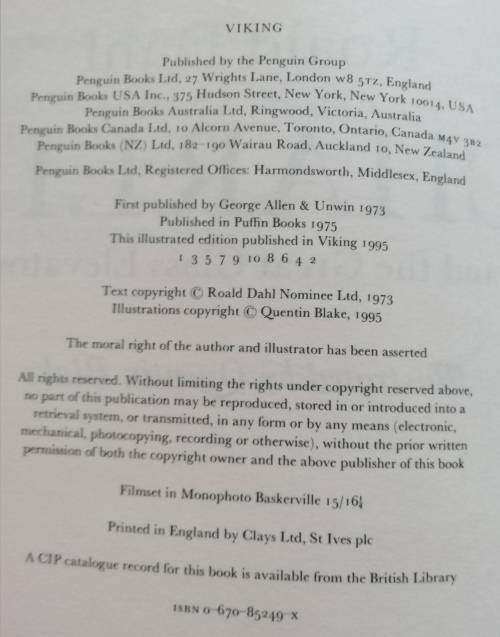 VIKING
Published by the Penguin Group
Penguin Books Ltd, 27 Wrights Lane, London W8 5TZ, England
Penguin Books USA Inc., 375 Hudson Street, New York, New York 10014, USA
Penguin Books Australia Ltd, Ringwood, Victoria, Australia
Penguin Books Canada Ltd, 10 Alcorn Avenue, Toronto, Ontario, Canada M4V 3B2
Penguin Books (NZ) Ltd, 182–190 Wairau Road, Auckland 10, New Zealand
Penguin Books Ltd, Registered Offices: Harmondsworth, Middlesex, England
First published by George Allen & Unwin 1973
Published in Puffin Books 1975
This illustrated edition published in Viking 1995
1 3 5 7 9 10 8 6 4 2
Text copyright © Roald Dahl Nominee Ltd, 1973
Illustrations copyright © Quentin Blake, 1995
The moral right of the author and illustrator has been asserted
All rights reserved. Without limiting the rights under copyright reserved above,
no part of this publication may be reproduced, stored in or introduced into a
retrieval system, or transmitted, in any form or by any means (electronic,
mechanical, photocopying, recording or otherwise), without the prior written
permission of both the copyright owner and the above publisher of this book
Filmset in Monophoto Baskerville
Printed in England by Clays Ltd, St Ives plc
A CIP catalogue record for this book is available from the British Library
ISBN 0–670–85249–X